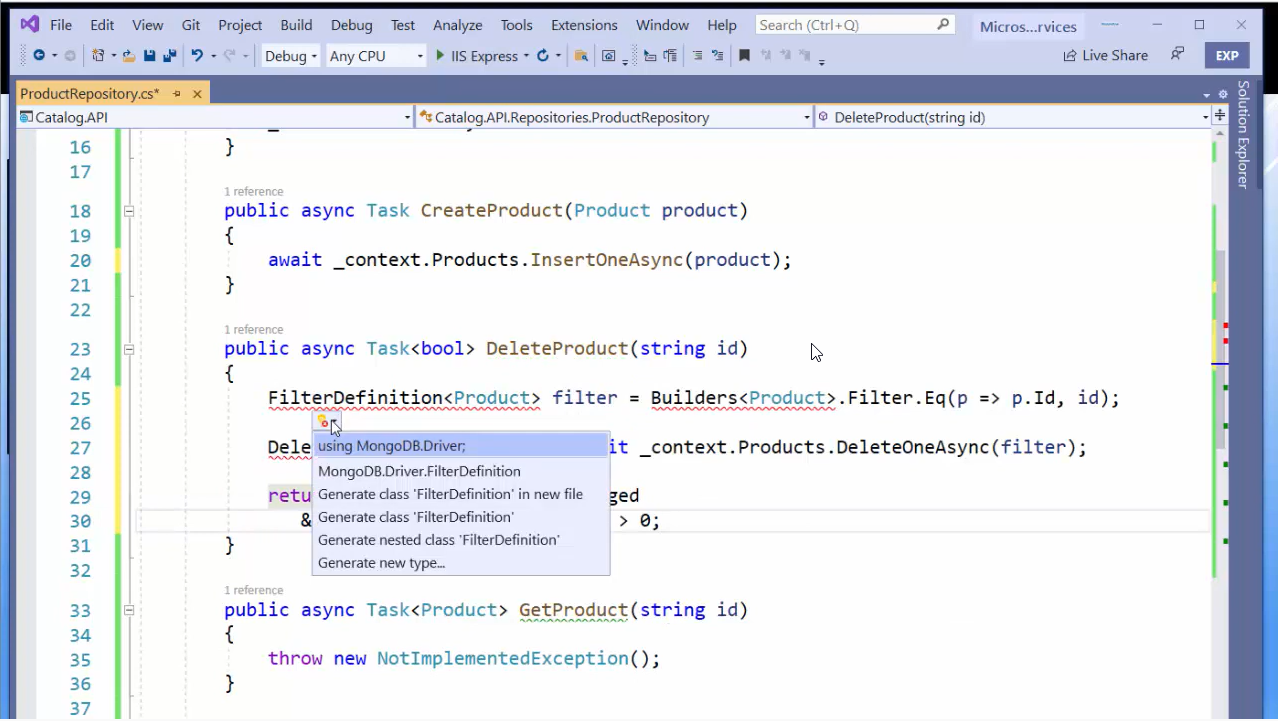 File Edit View Git Project Build Debug Test Analyze Tools Extensions Window Help Search (Ctrl+Q) Micros...rvices
Debug Any CPU IIS Express Live Share EXP
ProductRepository.cs*
Catalog.API Catalog.API.Repositories.ProductRepository DeleteProduct(string id)
Solution Explorer
16 }
17
1 reference
18 public async Task CreateProduct(Product product)
19 {
20 await _context.Products.InsertOneAsync(product);
21 }
22
1 reference
23 public async Task<bool> DeleteProduct(string id)
24 {
25 FilterDefinition<Product> filter = Builders<Product>.Filter.Eq(p => p.Id, id);
26
using MongoDB.Driver;
27 Dele it _context.Products.DeleteOneAsync(filter);
MongoDB.Driver.FilterDefinition
28
Generate class 'FilterDefinition' in new file
29 retu ged
Generate class 'FilterDefinition'
30 & > 0;
Generate nested class 'FilterDefinition'
31 }
Generate new type...
32
1 reference
33 public async Task<Product> GetProduct(string id)
34 {
35 throw new NotImplementedException();
36 }
37